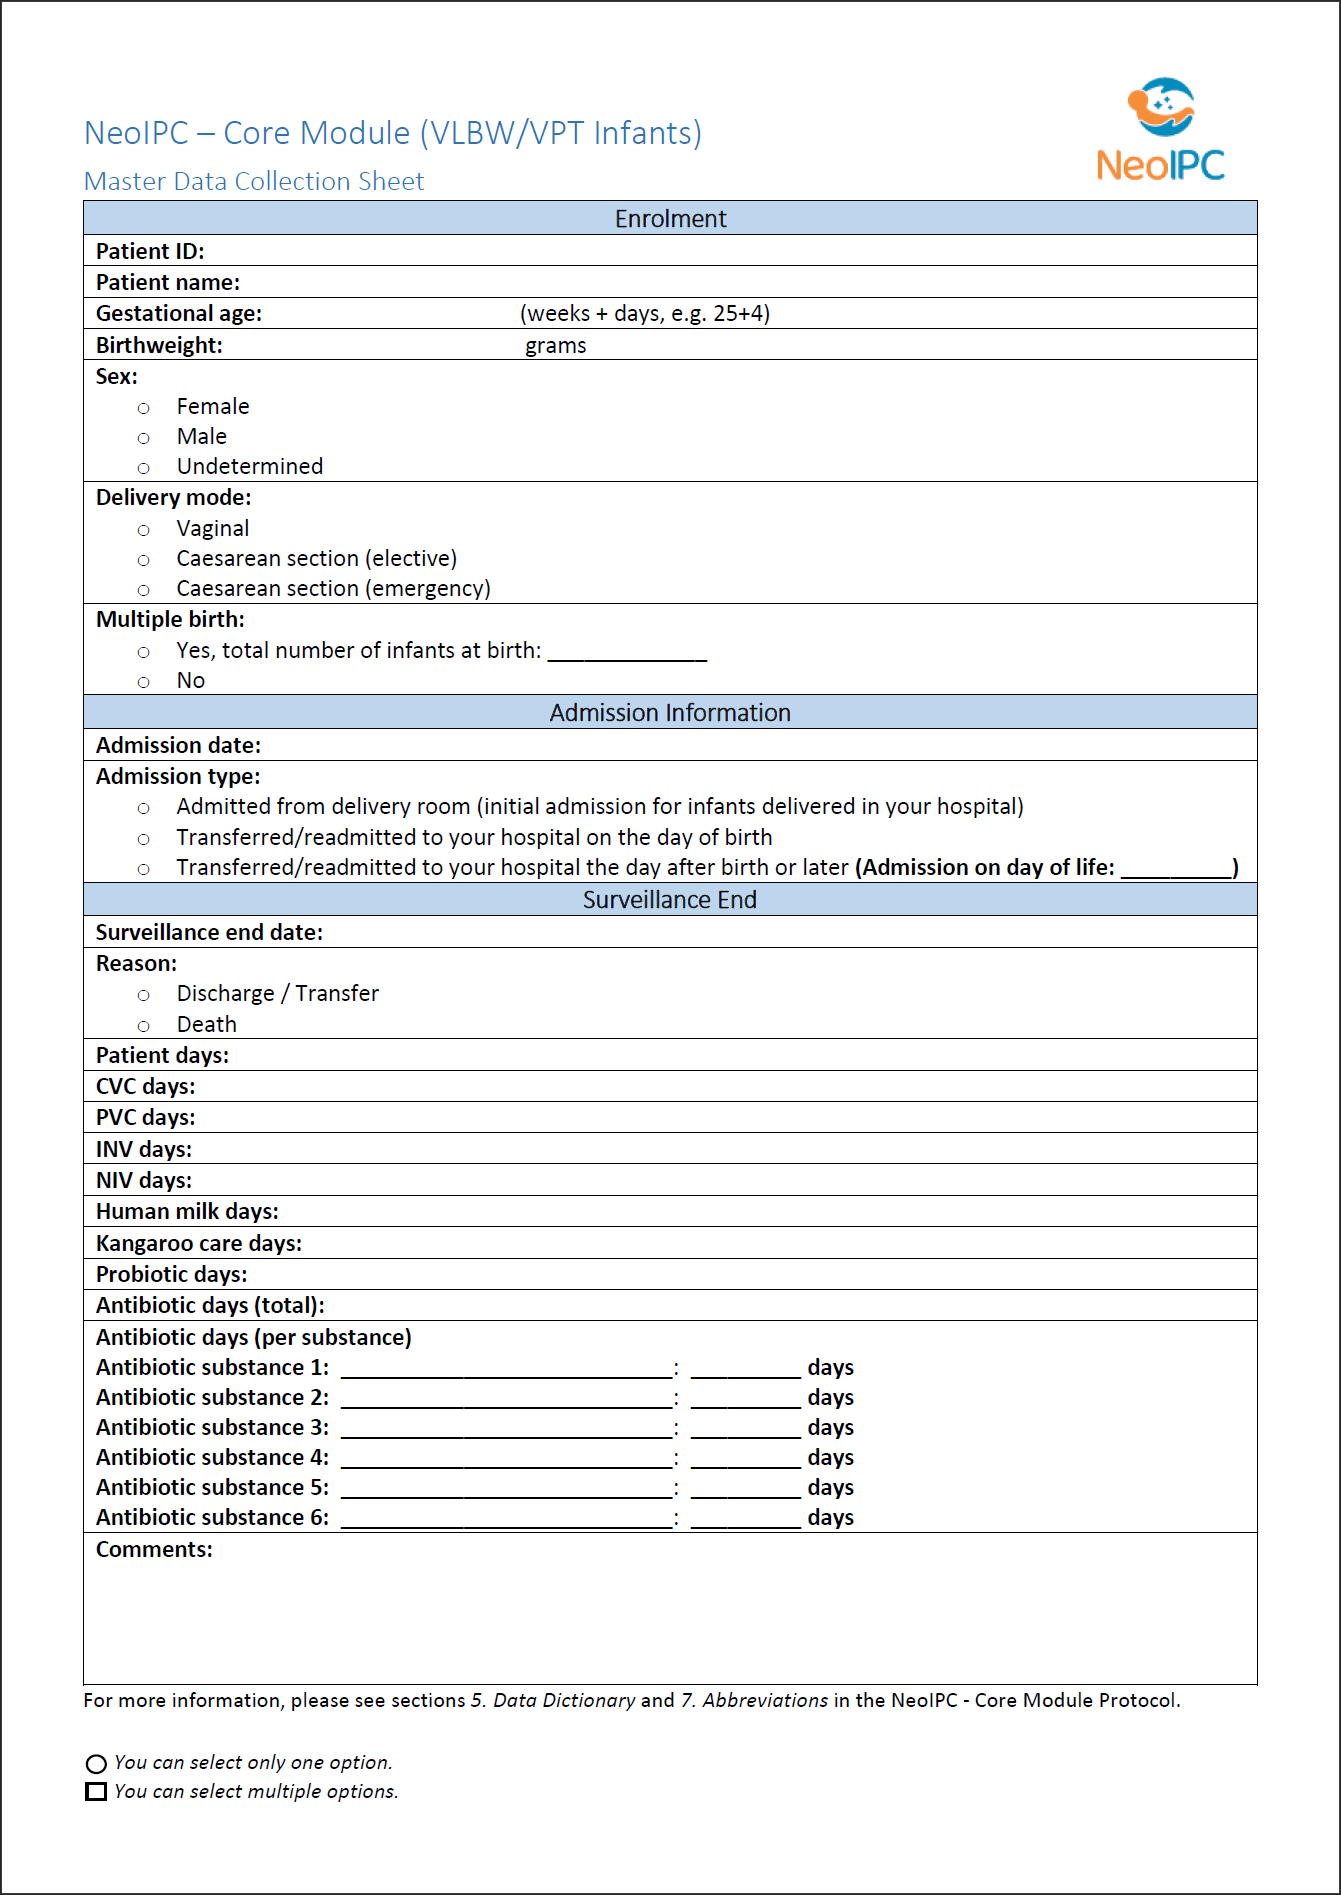 NeoIPC – Core Module (VLBW/VPT Infants)
Master Data Collection Sheet
NeoIPC
Enrolment
Patient ID:
Patient name:
Gestational age: (weeks + days, e.g. 25+4)
Birthweight: grams
Sex:
○ Female
○ Male
○ Undetermined
Delivery mode:
○ Vaginal
○ Caesarean section (elective)
○ Caesarean section (emergency)
Multiple birth:
○ Yes, total number of infants at birth: _____________
○ No
Admission Information
Admission date:
Admission type:
○ Admitted from delivery room (initial admission for infants delivered in your hospital)
○ Transferred/readmitted to your hospital on the day of birth
○ Transferred/readmitted to your hospital the day after birth or later (Admission on day of life: _________)
Surveillance End
Surveillance end date:
Reason:
○ Discharge / Transfer
○ Death
Patient days:
CVC days:
PVC days:
INV days:
NIV days:
Human milk days:
Kangaroo care days:
Probiotic days:
Antibiotic days (total):
Antibiotic days (per substance)
Antibiotic substance 1: ___________________________: _________ days
Antibiotic substance 2: ___________________________: _________ days
Antibiotic substance 3: ___________________________: _________ days
Antibiotic substance 4: ___________________________: _________ days
Antibiotic substance 5: ___________________________: _________ days
Antibiotic substance 6: ___________________________: _________ days
Comments:
For more information, please see sections 5. Data Dictionary and 7. Abbreviations in the NeoIPC - Core Module Protocol.
○ You can select only one option.
□ You can select multiple options.